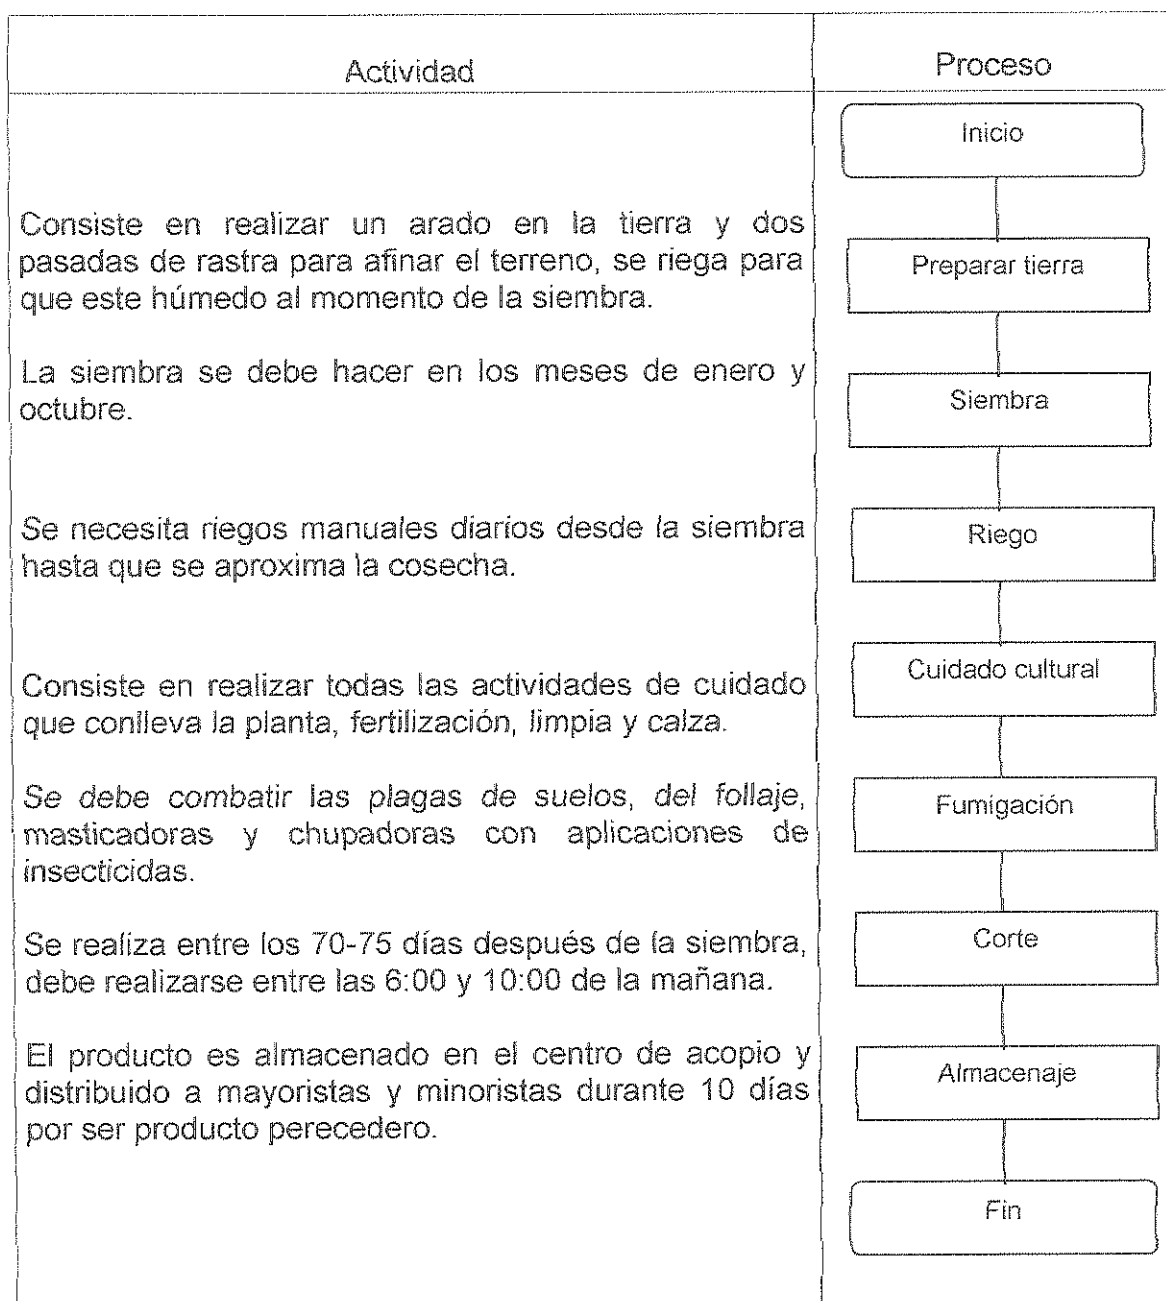 Actividad
Proceso
Inicio
Consiste en realizar un arado en la tierra y dos
pasadas de rastra para afinar el terreno, se riega para
que este húmedo al momento de la siembra.
Preparar tierra
La siembra se debe hacer en los meses de enero y
octubre.
Siembra
Se necesita riegos manuales diarios desde la siembra
hasta que se aproxima la cosecha.
Riego
Consiste en realizar todas las actividades de cuidado
que conlleva la planta, fertilización, limpia y calza.
Cuidado cultural
Se debe combatir las plagas de suelos, del follaje,
masticadoras y chupadoras con aplicaciones de
insecticidas.
Fumigación
Se realiza entre los 70-75 días después de la siembra,
debe realizarse entre las 6:00 y 10:00 de la mañana.
Corte
El producto es almacenado en el centro de acopio y
distribuido a mayoristas y minoristas durante 10 días
por ser producto perecedero.
Almacenaje
Fin